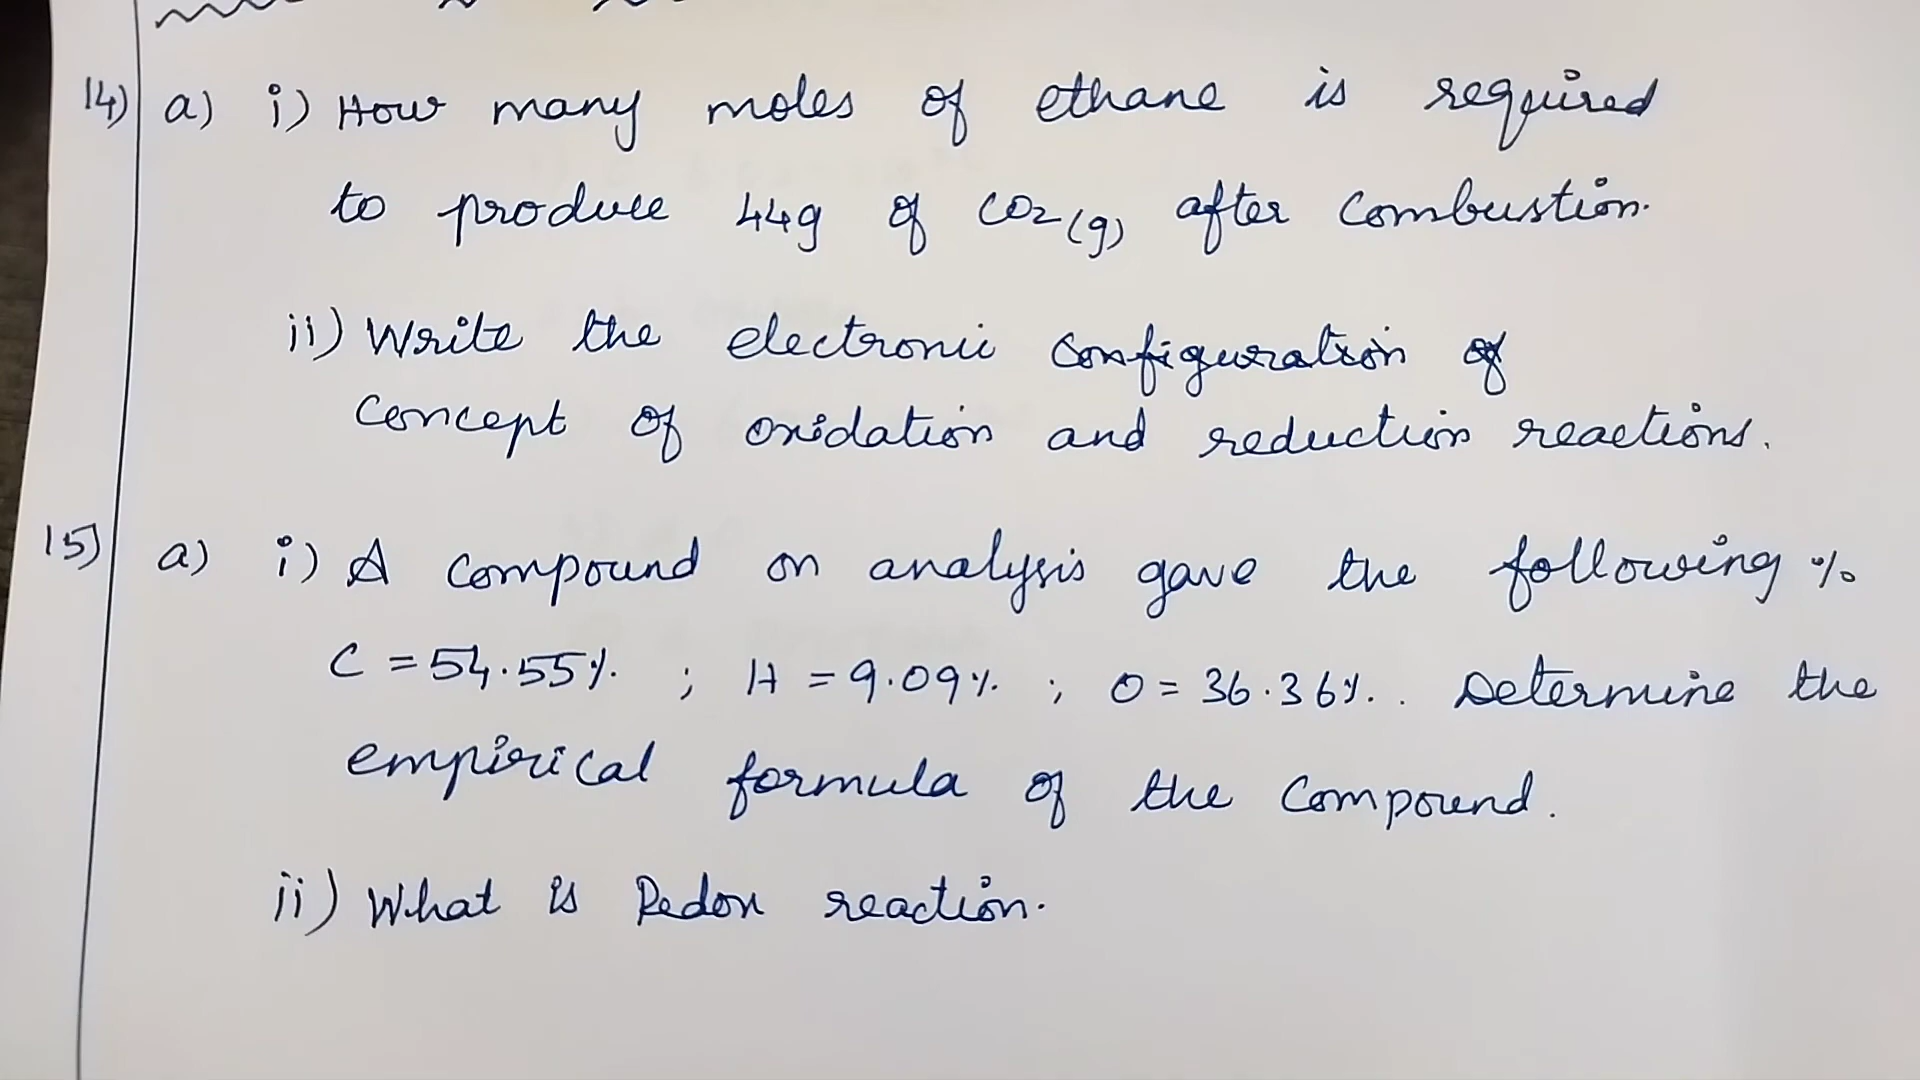 14) a) i) How many moles of ethane is required
to produce 44g of CO2(g) after combustion.
ii) Write the electronic configuration of
concept of oxidation and reduction reactions.
15) a) i) A compound on analysis gave the following %
C = 54.55%. ; H = 9.09%. ; O = 36.36%. . Determine the
empirical formula of the compound.
ii) What is Redox reaction.